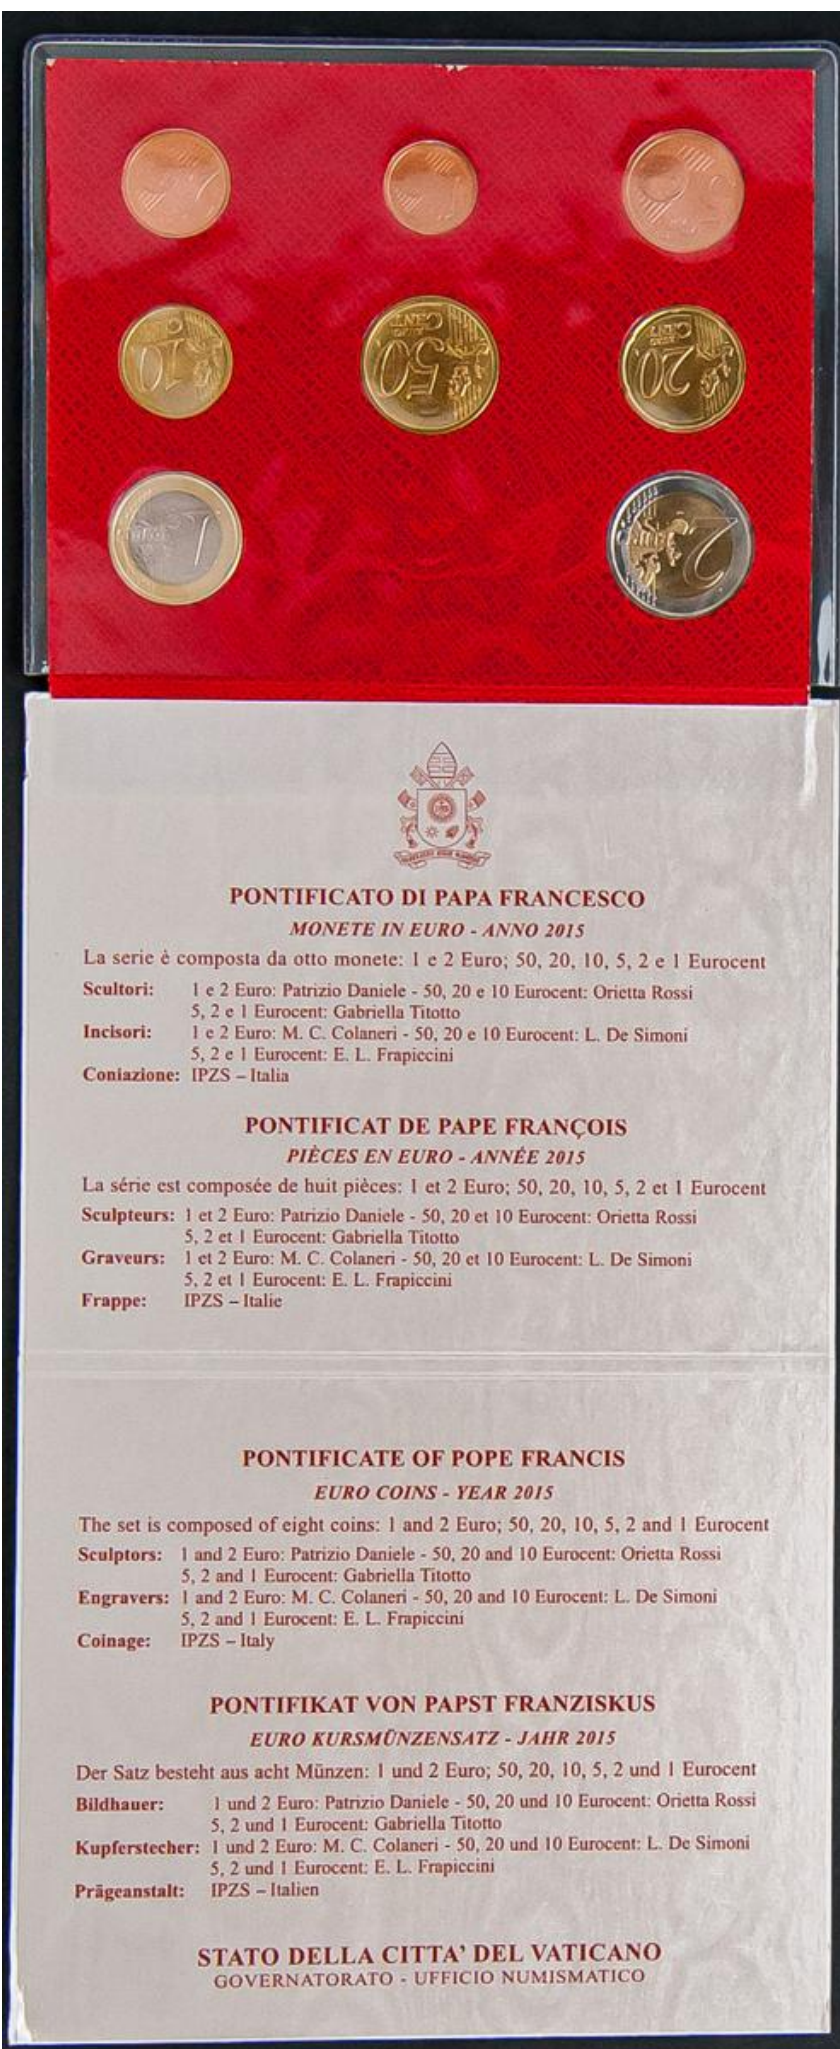 10
50
EURO
CENT
20
EURO
CENT
1
2
PONTIFICATO DI PAPA FRANCESCO
MONETE IN EURO - ANNO 2015
La serie è composta da otto monete: 1 e 2 Euro; 50, 20, 10, 5, 2 e 1 Eurocent
Scultori: 1 e 2 Euro: Patrizio Daniele - 50, 20 e 10 Eurocent: Orietta Rossi
5, 2 e 1 Eurocent: Gabriella Titotto
Incisori: 1 e 2 Euro: M. C. Colaneri - 50, 20 e 10 Eurocent: L. De Simoni
5, 2 e 1 Eurocent: E. L. Frapiccini
Coniazione: IPZS – Italia
PONTIFICAT DE PAPE FRANÇOIS
PIÈCES EN EURO - ANNÉE 2015
La série est composée de huit pièces: 1 et 2 Euro; 50, 20, 10, 5, 2 et 1 Eurocent
Sculpteurs: 1 et 2 Euro: Patrizio Daniele - 50, 20 et 10 Eurocent: Orietta Rossi
5, 2 et 1 Eurocent: Gabriella Titotto
Graveurs: 1 et 2 Euro: M. C. Colaneri - 50, 20 et 10 Eurocent: L. De Simoni
5, 2 et 1 Eurocent: E. L. Frapiccini
Frappe: IPZS – Italie
PONTIFICATE OF POPE FRANCIS
EURO COINS - YEAR 2015
The set is composed of eight coins: 1 and 2 Euro; 50, 20, 10, 5, 2 and 1 Eurocent
Sculptors: 1 and 2 Euro: Patrizio Daniele - 50, 20 and 10 Eurocent: Orietta Rossi
5, 2 and 1 Eurocent: Gabriella Titotto
Engravers: 1 and 2 Euro: M. C. Colaneri - 50, 20 and 10 Eurocent: L. De Simoni
5, 2 and 1 Eurocent: E. L. Frapiccini
Coinage: IPZS – Italy
PONTIFIKAT VON PAPST FRANZISKUS
EURO KURSMÜNZENSATZ - JAHR 2015
Der Satz besteht aus acht Münzen: 1 und 2 Euro; 50, 20, 10, 5, 2 und 1 Eurocent
Bildhauer: 1 und 2 Euro: Patrizio Daniele - 50, 20 und 10 Eurocent: Orietta Rossi
5, 2 und 1 Eurocent: Gabriella Titotto
Kupferstecher: 1 und 2 Euro: M. C. Colaneri - 50, 20 und 10 Eurocent: L. De Simoni
5, 2 und 1 Eurocent: E. L. Frapiccini
Prägeanstalt: IPZS – Italien
STATO DELLA CITTA' DEL VATICANO
GOVERNATORATO - UFFICIO NUMISMATICO